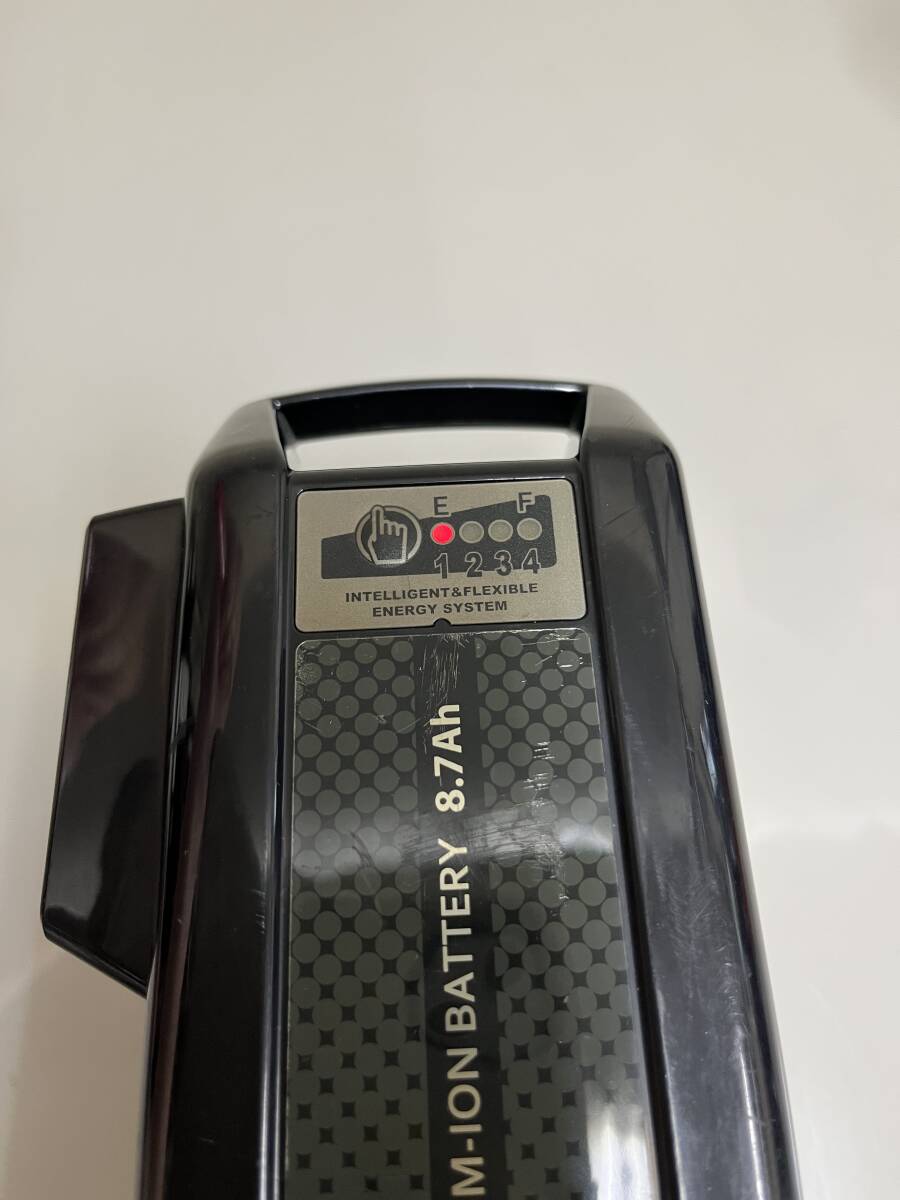 E F
1 2 3 4
INTELLIGENT&FLEXIBLE
ENERGY SYSTEM
M-ION BATTERY 8.7Ah